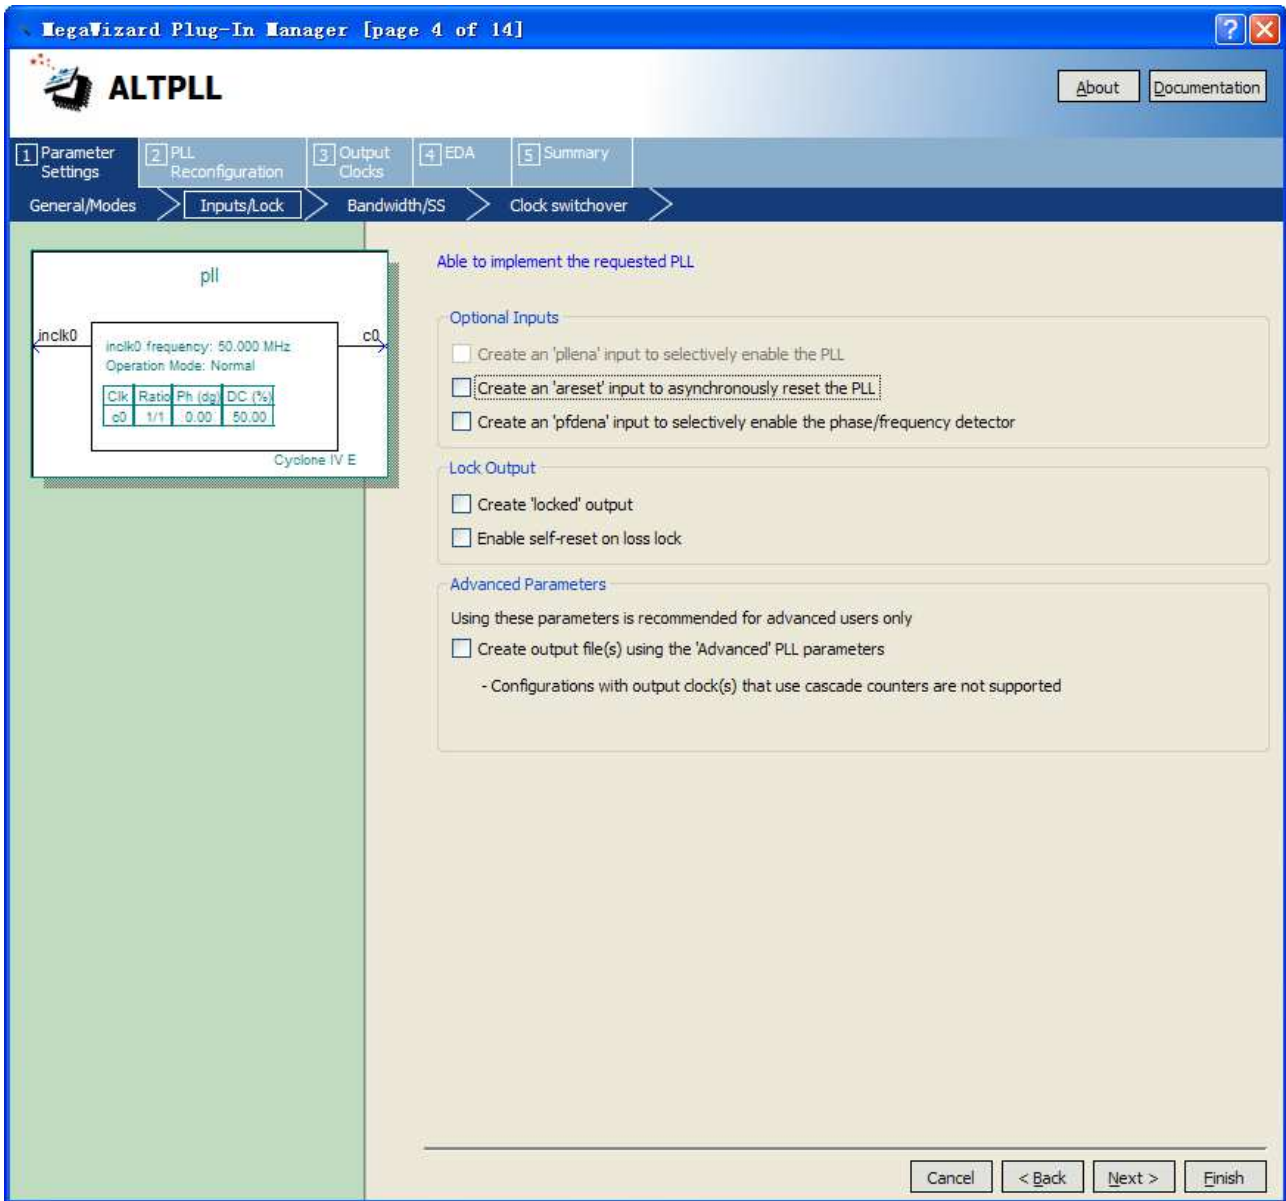 MegaWizard Plug-In Manager [page 4 of 14]
ALTPLL
About
Documentation
1 Parameter Settings
2 PLL Reconfiguration
3 Output Clocks
4 EDA
5 Summary
General/Modes
Inputs/Lock
Bandwidth/SS
Clock switchover
pll
inclk0
c0
inclk0 frequency: 50.000 MHz
Operation Mode: Normal
Clk Ratio Ph (dg) DC (%)
c0 1/1 0.00 50.00
Cyclone IV E
Able to implement the requested PLL
Optional Inputs
Create an 'pllena' input to selectively enable the PLL
Create an 'areset' input to asynchronously reset the PLL
Create an 'pfdena' input to selectively enable the phase/frequency detector
Lock Output
Create 'locked' output
Enable self-reset on loss lock
Advanced Parameters
Using these parameters is recommended for advanced users only
Create output file(s) using the 'Advanced' PLL parameters
- Configurations with output clock(s) that use cascade counters are not supported
Cancel
< Back
Next >
Finish